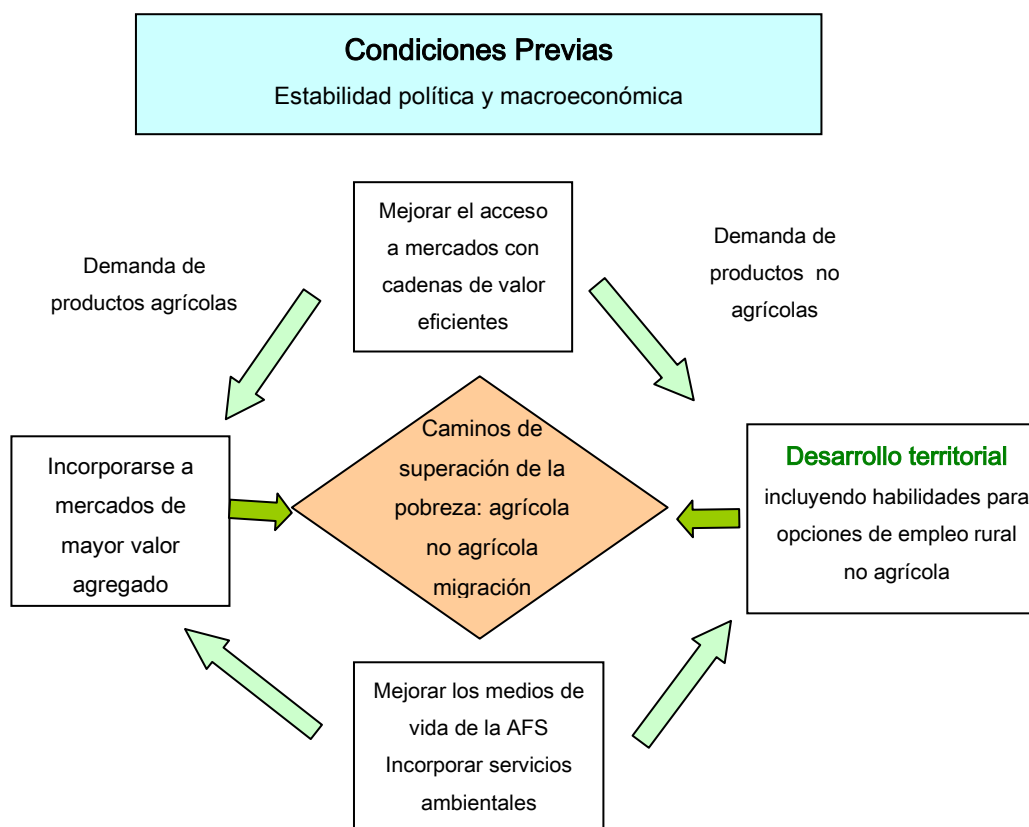 Condiciones Previas
Estabilidad política y macroeconómica
Mejorar el acceso
a mercados con
cadenas de valor
eficientes
Demanda de
productos agrícolas
Demanda de
productos no
agrícolas
Caminos de
superación de la
pobreza: agrícola
no agrícola
migración
Incorporarse a
mercados de
mayor valor
agregado
Desarrollo territorial
incluyendo habilidades para
opciones de empleo rural
no agrícola
Mejorar los medios de
vida de la AFS
Incorporar servicios
ambientales